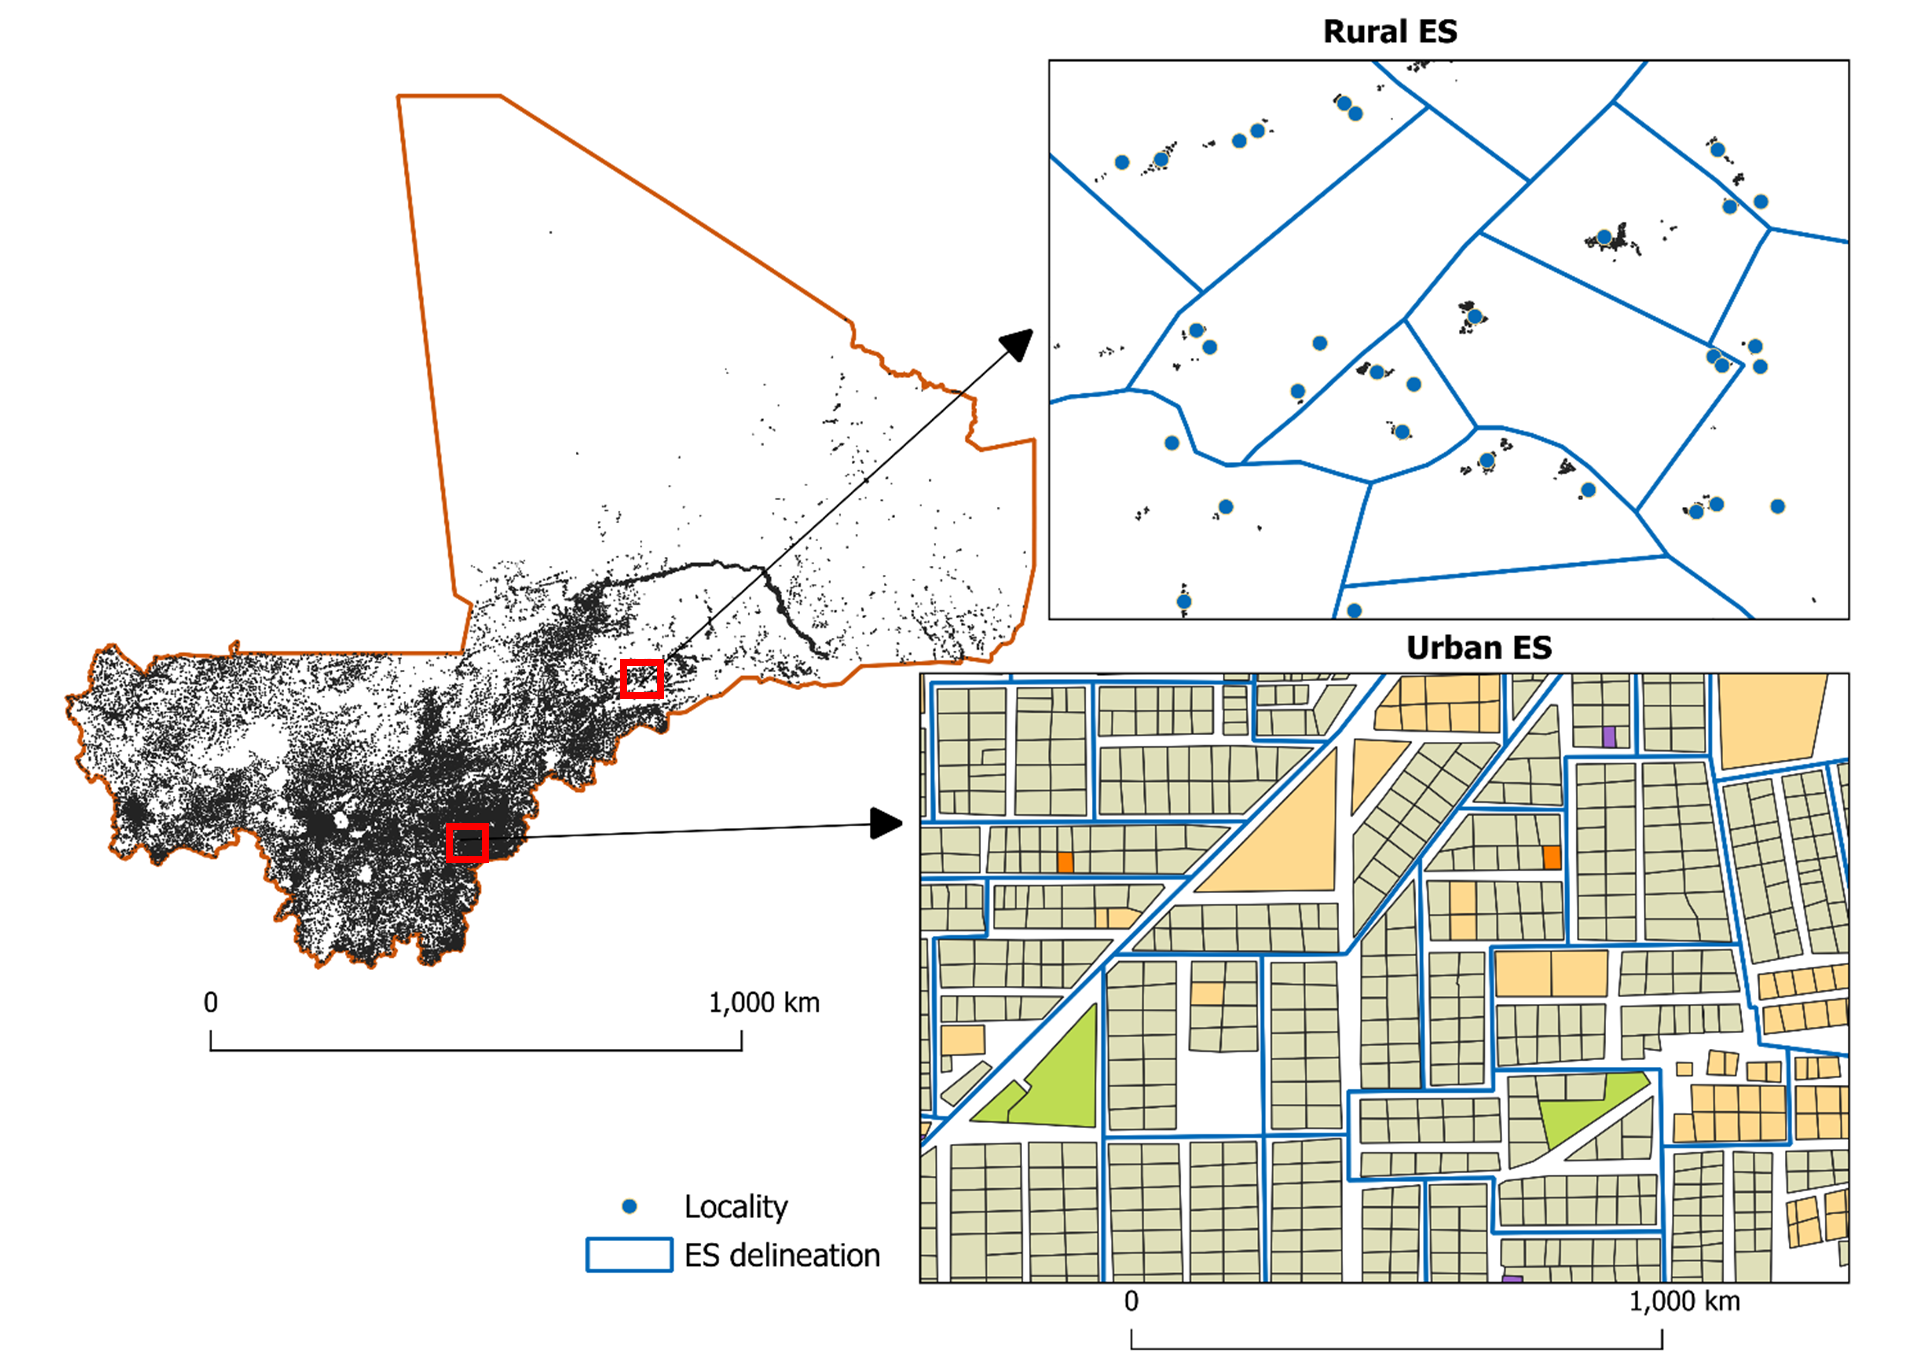 Rural ES
Urban ES
0 1,000 km
Locality
ES delineation
0 1,000 km